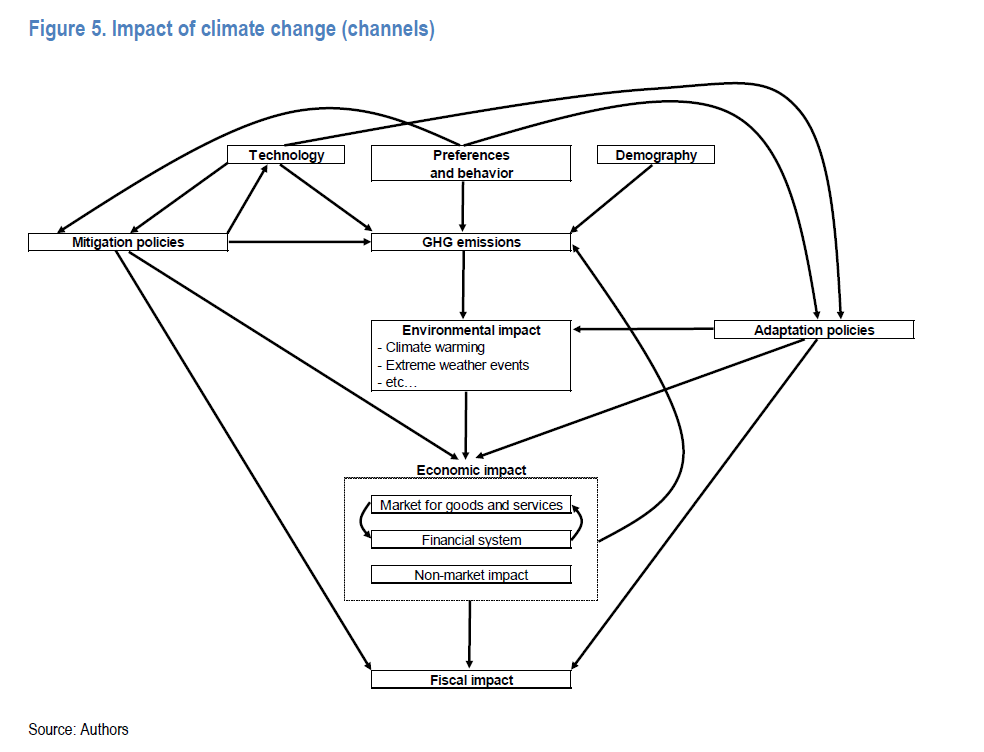 Figure 5. Impact of climate change (channels)
Technology
Preferences
and behavior
Demography
Mitigation policies
GHG emissions
Environmental impact
- Climate warming
- Extreme weather events
- etc…
Adaptation policies
Economic impact
Market for goods and services
Financial system
Non-market impact
Fiscal impact
Source: Authors